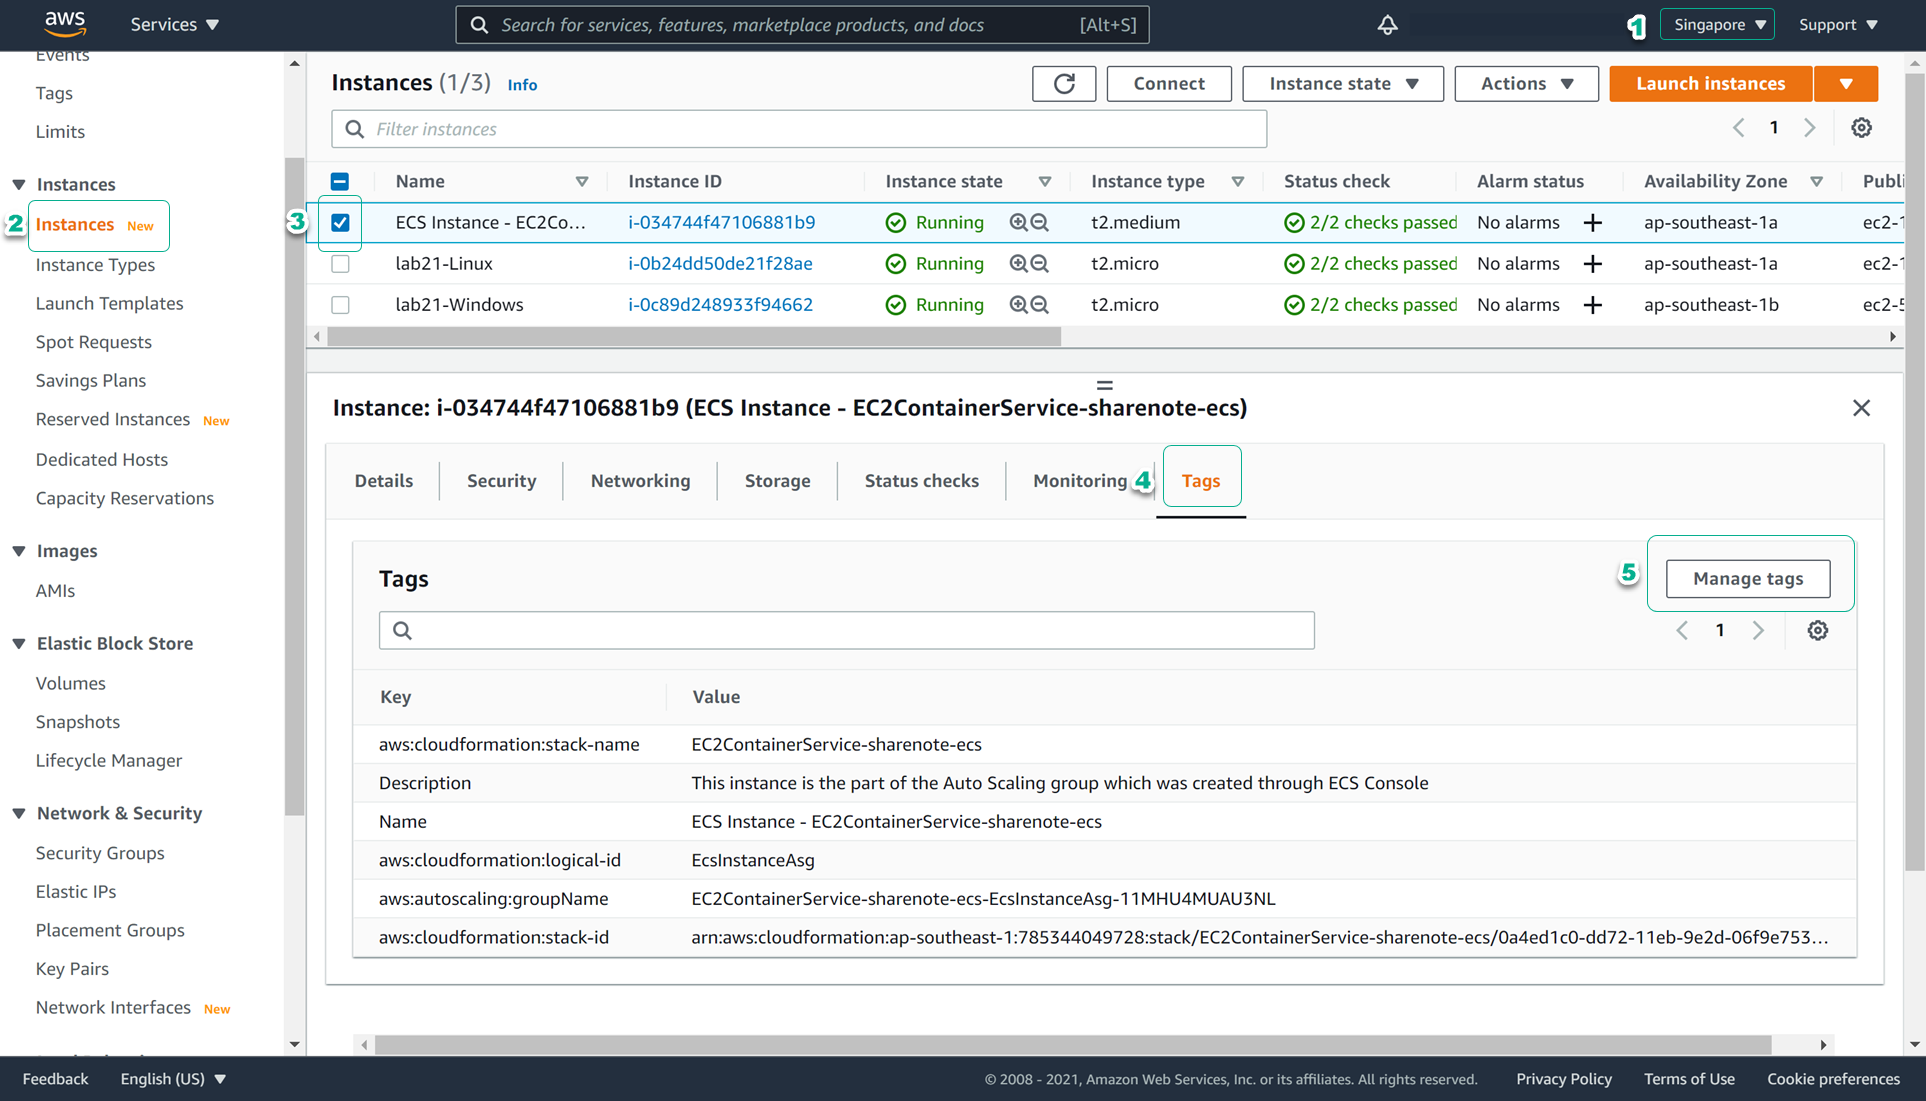 aws
Services
Search for services, features, marketplace products, and docs [Alt+S]
1
Singapore
Support
Events
Tags
Limits
Instances
2
Instances New
Instance Types
Launch Templates
Spot Requests
Savings Plans
Reserved Instances New
Dedicated Hosts
Capacity Reservations
Images
AMIs
Elastic Block Store
Volumes
Snapshots
Lifecycle Manager
Network & Security
Security Groups
Elastic IPs
Placement Groups
Key Pairs
Network Interfaces New
Instances (1/3) Info
Connect
Instance state
Actions
Launch instances
Filter instances
1
Name Instance ID Instance state Instance type Status check Alarm status Availability Zone Publi
3
ECS Instance - EC2Co... i-034744f47106881b9 Running t2.medium 2/2 checks passed No alarms + ap-southeast-1a ec2-1
lab21-Linux i-0b24dd50de21f28ae Running t2.micro 2/2 checks passed No alarms + ap-southeast-1a ec2-1
lab21-Windows i-0c89d248933f94662 Running t2.micro 2/2 checks passed No alarms + ap-southeast-1b ec2-5
Instance: i-034744f47106881b9 (ECS Instance - EC2ContainerService-sharenote-ecs)
Details Security Networking Storage Status checks Monitoring 4 Tags
Tags
5
Manage tags
1
Key Value
aws:cloudformation:stack-name EC2ContainerService-sharenote-ecs
Description This instance is the part of the Auto Scaling group which was created through ECS Console
Name ECS Instance - EC2ContainerService-sharenote-ecs
aws:cloudformation:logical-id EcsInstanceAsg
aws:autoscaling:groupName EC2ContainerService-sharenote-ecs-EcsInstanceAsg-11MHU4MUAU3NL
aws:cloudformation:stack-id arn:aws:cloudformation:ap-southeast-1:785344049728:stack/EC2ContainerService-sharenote-ecs/0a4ed1c0-dd72-11eb-9e2d-06f9e753...
Feedback English (US) © 2008 - 2021, Amazon Web Services, Inc. or its affiliates. All rights reserved. Privacy Policy Terms of Use Cookie preferences